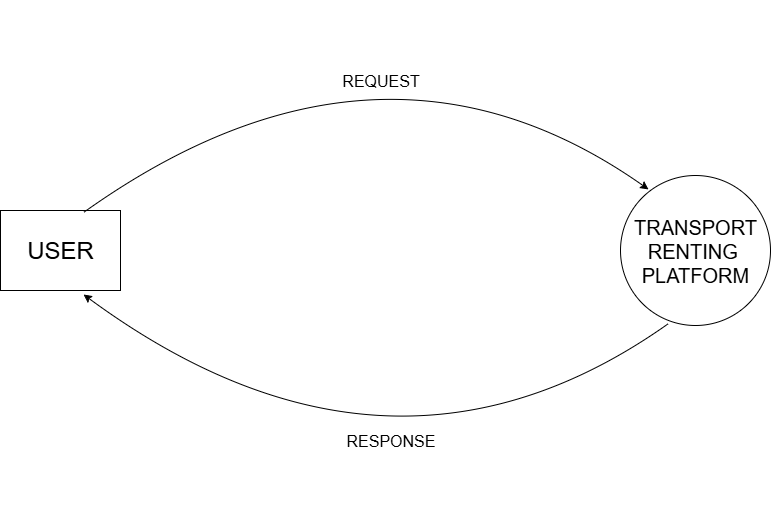 REQUEST
USER
TRANSPORT
RENTING
PLATFORM
RESPONSE